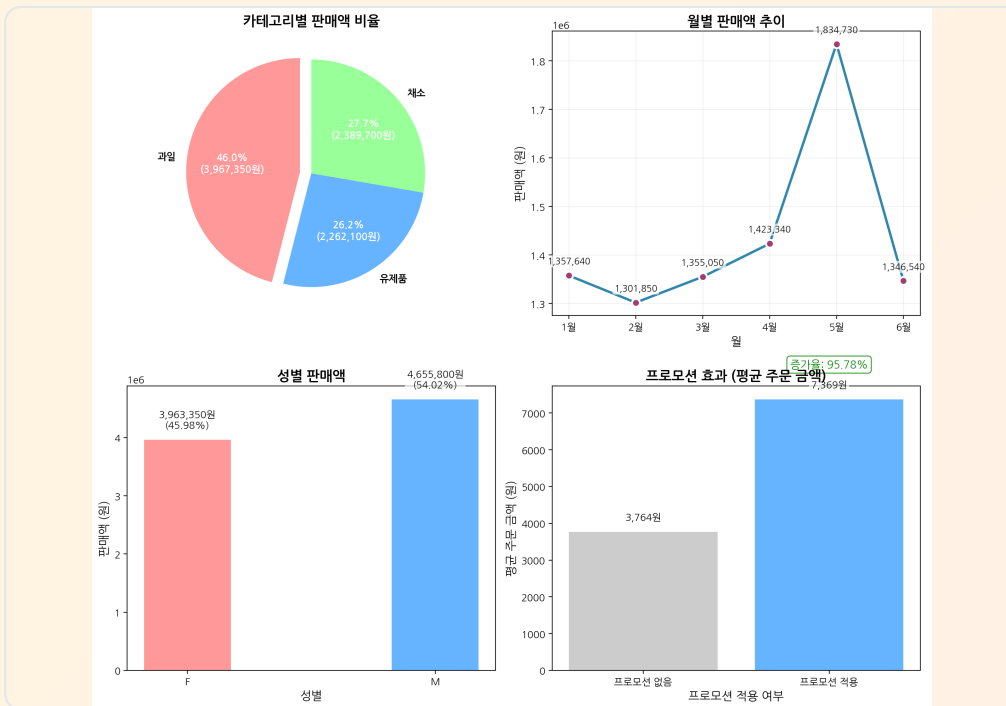 카테고리별 판매액 비율
채소
27.7%
(2,389,700원)
과일
46.0%
(3,967,350원)
26.2%
(2,262,100원)
유제품
월별 판매액 추이
1e6
1,834,730
1.8
1.7
1.6
1.5
1.4
1.3
판매액 (원)
1,357,640
1,301,850
1,355,050
1,423,340
1,346,540
1월
2월
3월
4월
5월
6월
월
성별 판매액
1e6
4,655,800원
(54.02%)
3,963,350원
(45.98%)
4
3
2
1
0
판매액 (원)
F
M
성별
증가율: 95.78%
프로모션 효과 (평균 주문 금액)
7,369원
7000
6000
5000
4000
3000
2000
1000
0
평균 주문 금액 (원)
3,764원
프로모션 없음
프로모션 적용
프로모션 적용 여부